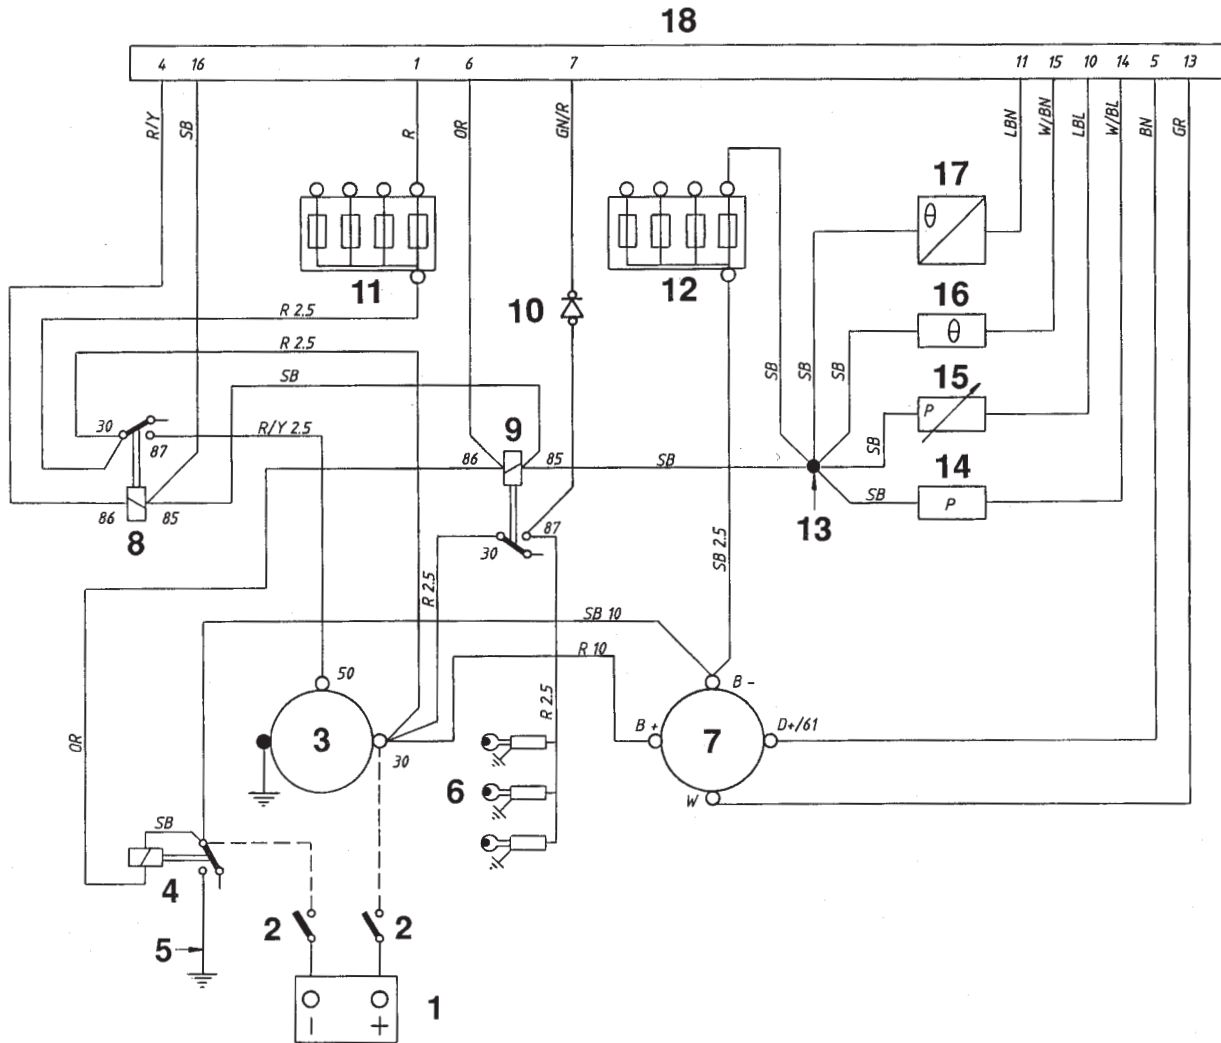 18
4 16 1 6 7 11 15 10 14 5 13
R/Y SB R OR GN/R LBN W/BN LBL W/BL BN GR
17
θ
11 12
10
16
R 2.5
θ
R 2.5
SB SB SB
15
SB
P
30
87
R/Y 2.5
9
SB
86 85
SB
14
86 85
SB
P
8
13
87
30
SB 2.5
R 2.5
SB 10
R 10
50
B -
R 2.5
OR
3
B +
7
D+/61
30
6
W
SB
4
2 2
5
1
- +